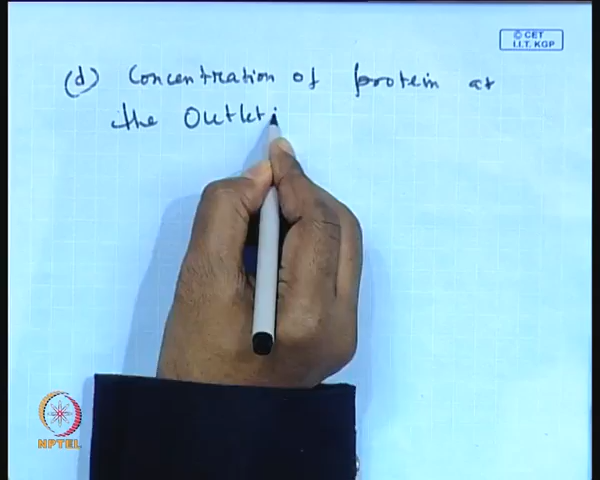 © CET
I.I.T. KGP
(d) Concentration of protein at
the Outlet
NPTEL